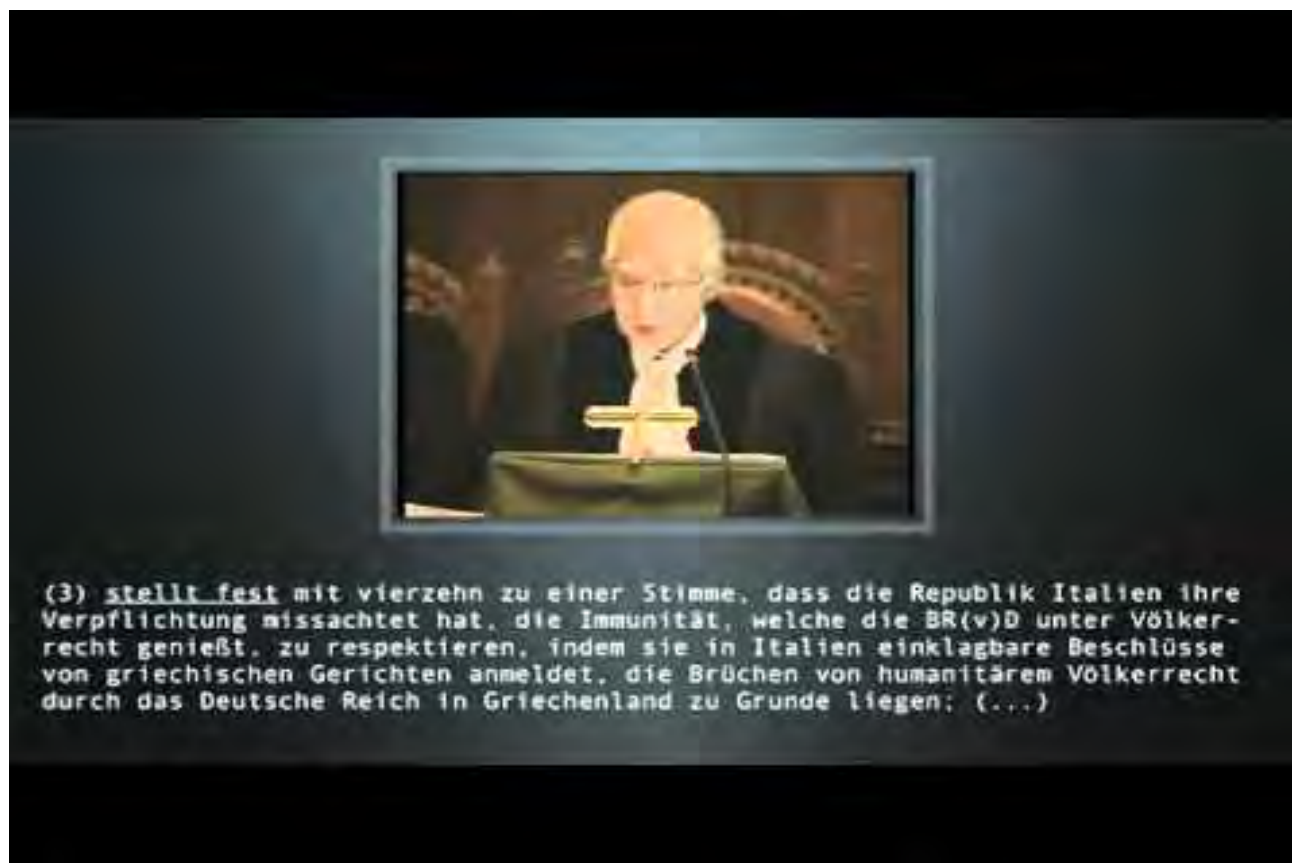 (3) stellt fest mit vierzehn zu einer Stimme, dass die Republik Italien ihre
Verpflichtung missachtet hat, die Immunität, welche die BR(v)D unter Völker-
recht genießt, zu respektieren, indem sie in Italien einklagbare Beschlüsse
von griechischen Gerichten anmeldet, die Brüchen von humanitärem Völkerrecht
durch das Deutsche Reich in Griechenland zu Grunde liegen; (...)